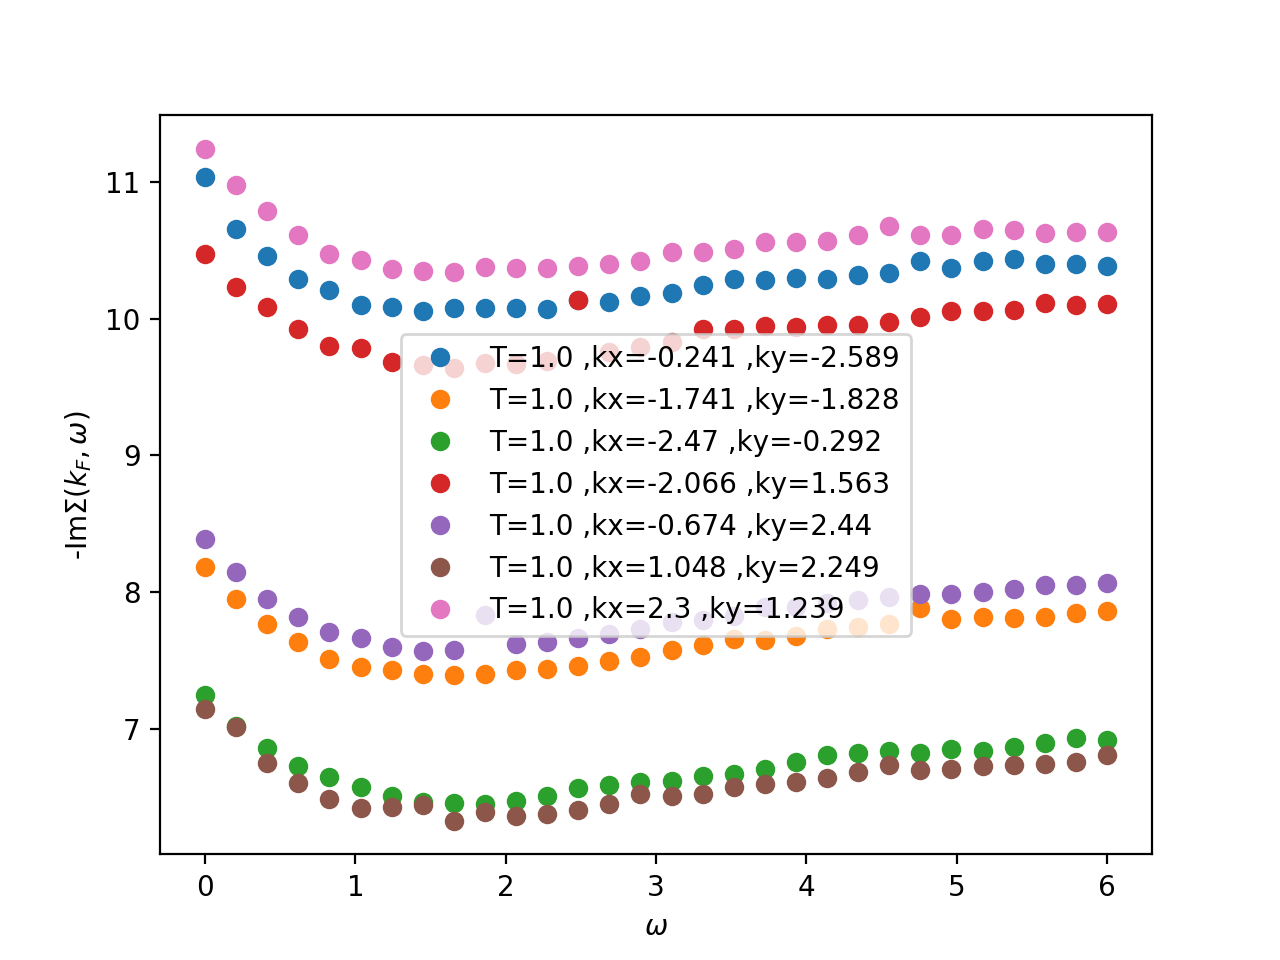 11
10
9
8
7
-ImΣ(k_F, ω)
T=1.0 ,kx=-0.241 ,ky=-2.589
T=1.0 ,kx=-1.741 ,ky=-1.828
T=1.0 ,kx=-2.47 ,ky=-0.292
T=1.0 ,kx=-2.066 ,ky=1.563
T=1.0 ,kx=-0.674 ,ky=2.44
T=1.0 ,kx=1.048 ,ky=2.249
T=1.0 ,kx=2.3 ,ky=1.239
0 1 2 3 4 5 6
ω